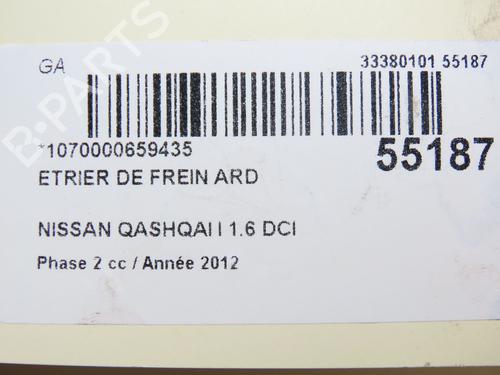 GA 33380101 55187
*1070000659435 55187
ETRIER DE FREIN ARD
NISSAN QASHQAI I 1.6 DCI
Phase 2 cc / Année 2012
B-PARTS